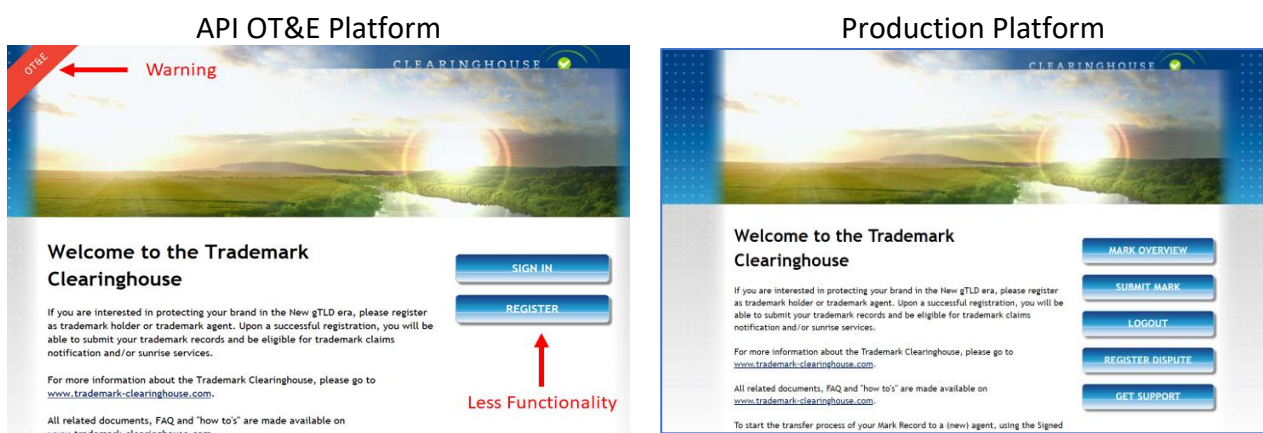 API OT&E Platform
OT&E
Warning
CLEARINGHOUSE
Welcome to the Trademark
Clearinghouse
If you are interested in protecting your brand in the New gTLD era, please register
as trademark holder or trademark agent. Upon a successful registration, you will be
able to submit your trademark records and be eligible for trademark claims
notification and/or sunrise services.
For more information about the Trademark Clearinghouse, please go to
www.trademark-clearinghouse.com.
All related documents, FAQ and "how to's" are made available on
www.trademark-clearinghouse.com
SIGN IN
REGISTER
Less Functionality
Production Platform
CLEARINGHOUSE
Welcome to the Trademark
Clearinghouse
If you are interested in protecting your brand in the New gTLD era, please register
as trademark holder or trademark agent. Upon a successful registration, you will be
able to submit your trademark records and be eligible for trademark claims
notification and/or sunrise services.
For more information about the Trademark Clearinghouse, please go to
www.trademark-clearinghouse.com.
All related documents, FAQ and "how to's" are made available on
www.trademark-clearinghouse.com.
To start the transfer process of your Mark Record to a (new) agent, using the Signed
MARK OVERVIEW
SUBMIT MARK
LOGOUT
REGISTER DISPUTE
GET SUPPORT